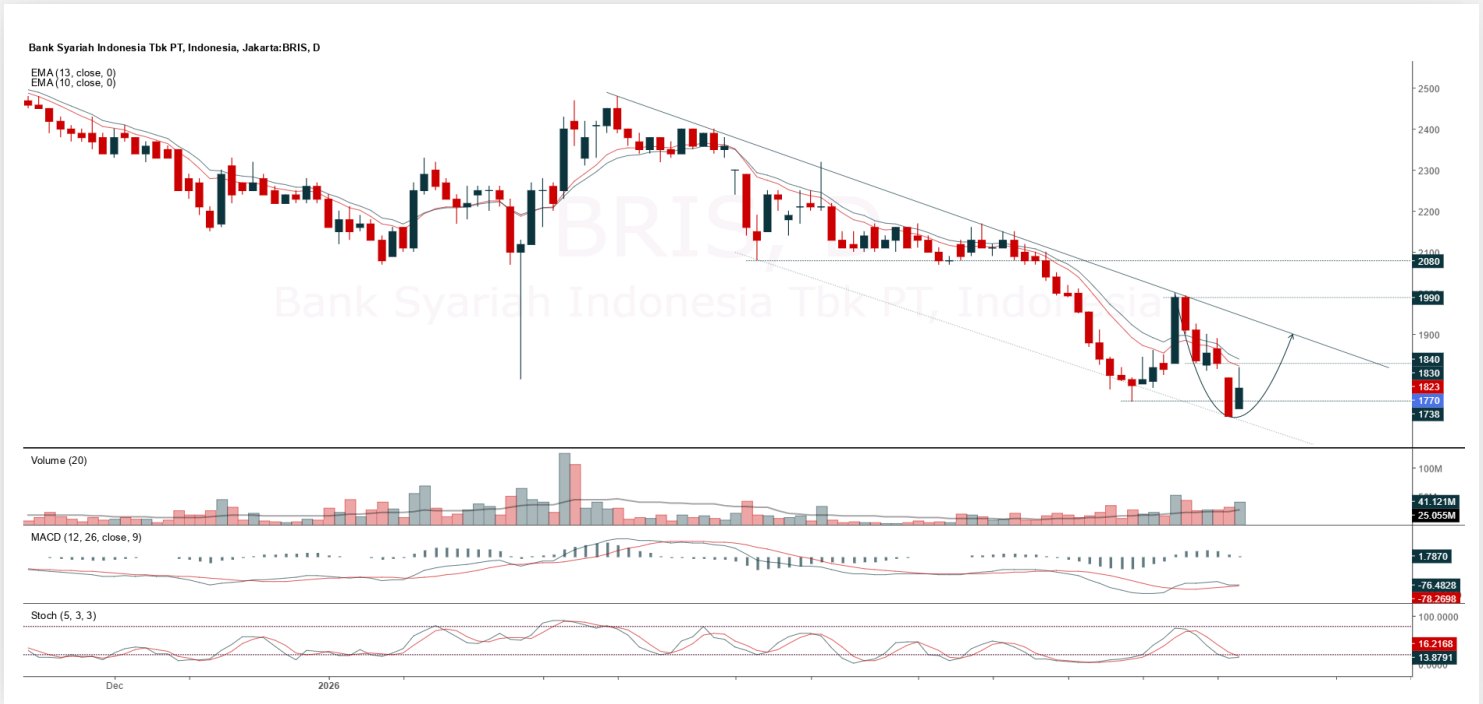 Bank Syariah Indonesia Tbk PT, Indonesia, Jakarta:BRIS, D
EMA (13, close, 0)
EMA (10, close, 0)
BRIS, D
Bank Syariah Indonesia Tbk PT, Indonesia
2500
2400
2300
2200
2100
2080
1990
1900
1840
1830
1823
1770
1738
Volume (20)
100M
41.121M
25.055M
MACD (12, 26, close, 9)
1.7870
-76.4828
-78.2698
Stoch (5, 3, 3)
100.0000
16.2168
13.8791
Dec
2026